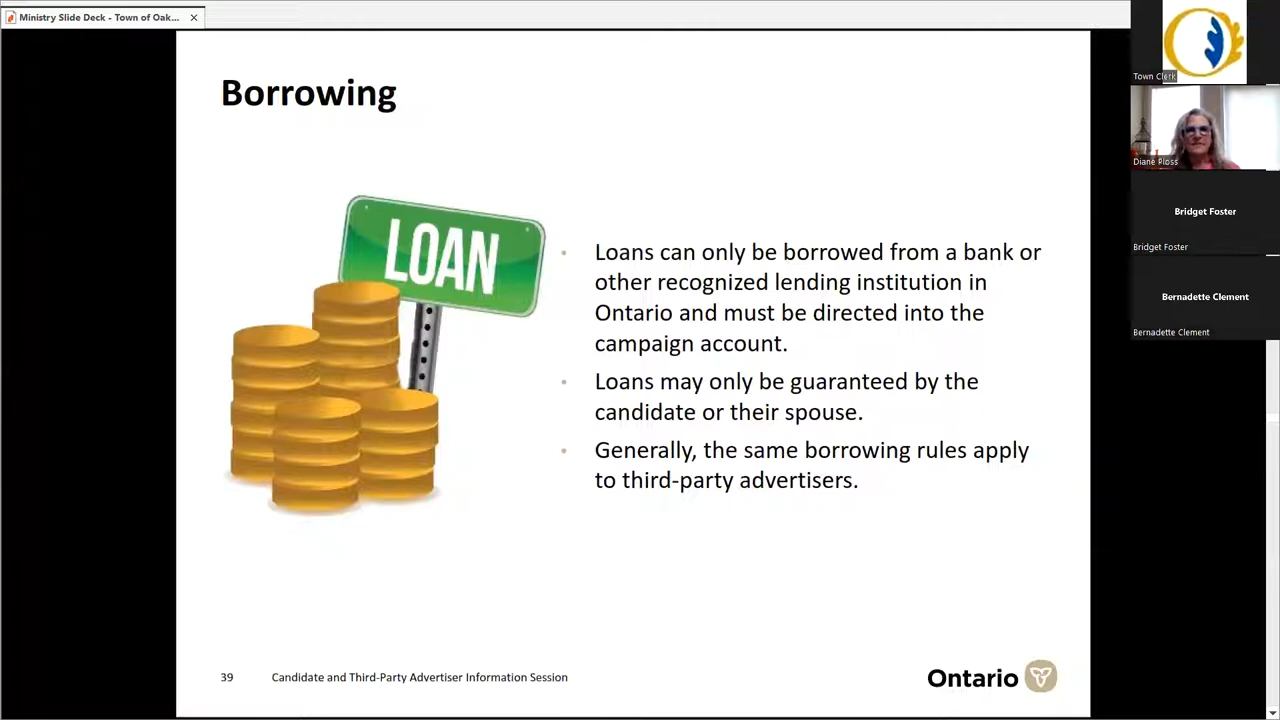 Ministry Slide Deck - Town of Oak...
Borrowing
LOAN
Loans can only be borrowed from a bank or
other recognized lending institution in
Ontario and must be directed into the
campaign account.
Loans may only be guaranteed by the
candidate or their spouse.
Generally, the same borrowing rules apply
to third-party advertisers.
39
Candidate and Third-Party Advertiser Information Session
Ontario
Town Clerk
Diane Ploss
Bridget Foster
Bridget Foster
Bernadette Clement
Bernadette Clement